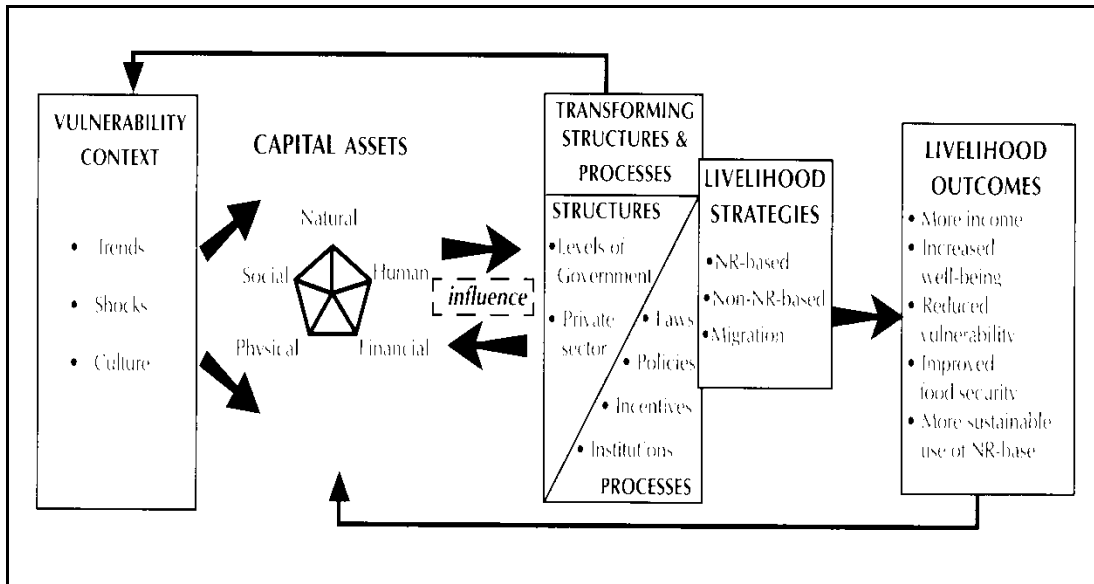 VULNERABILITY
CONTEXT
• Trends
• Shocks
• Culture
CAPITAL ASSETS
Natural
Social
Human
Physical
Financial
influence
TRANSFORMING
STRUCTURES &
PROCESSES
STRUCTURES
• Levels of
Government
• Private
sector
• Laws
• Policies
• Incentives
• Institutions
PROCESSES
LIVELIHOOD
STRATEGIES
• NR-based
• Non-NR-based
• Migration
LIVELIHOOD
OUTCOMES
• More income
• Increased
well-being
• Reduced
vulnerability
• Improved
food security
• More sustainable
use of NR-base